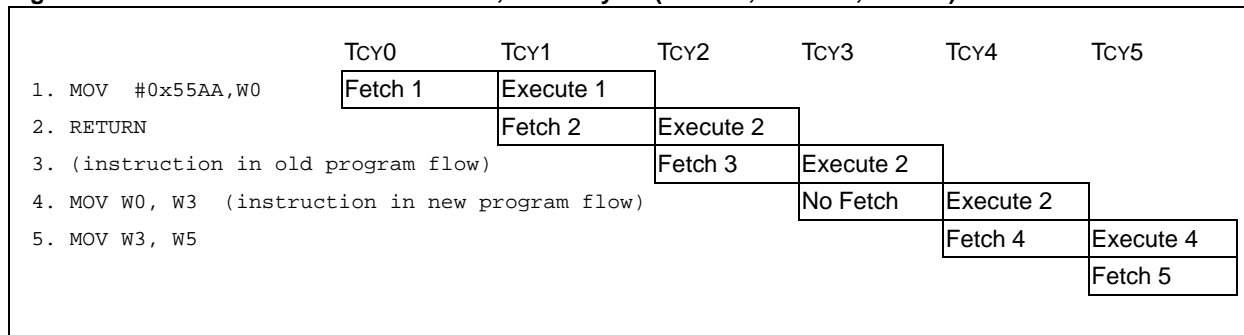 TCY0 TCY1 TCY2 TCY3 TCY4 TCY5
1. MOV #0x55AA,W0 Fetch 1 Execute 1
2. RETURN Fetch 2 Execute 2
3. (instruction in old program flow) Fetch 3 Execute 2
4. MOV W0, W3 (instruction in new program flow) No Fetch Execute 2
5. MOV W3, W5 Fetch 4 Execute 4
Fetch 5